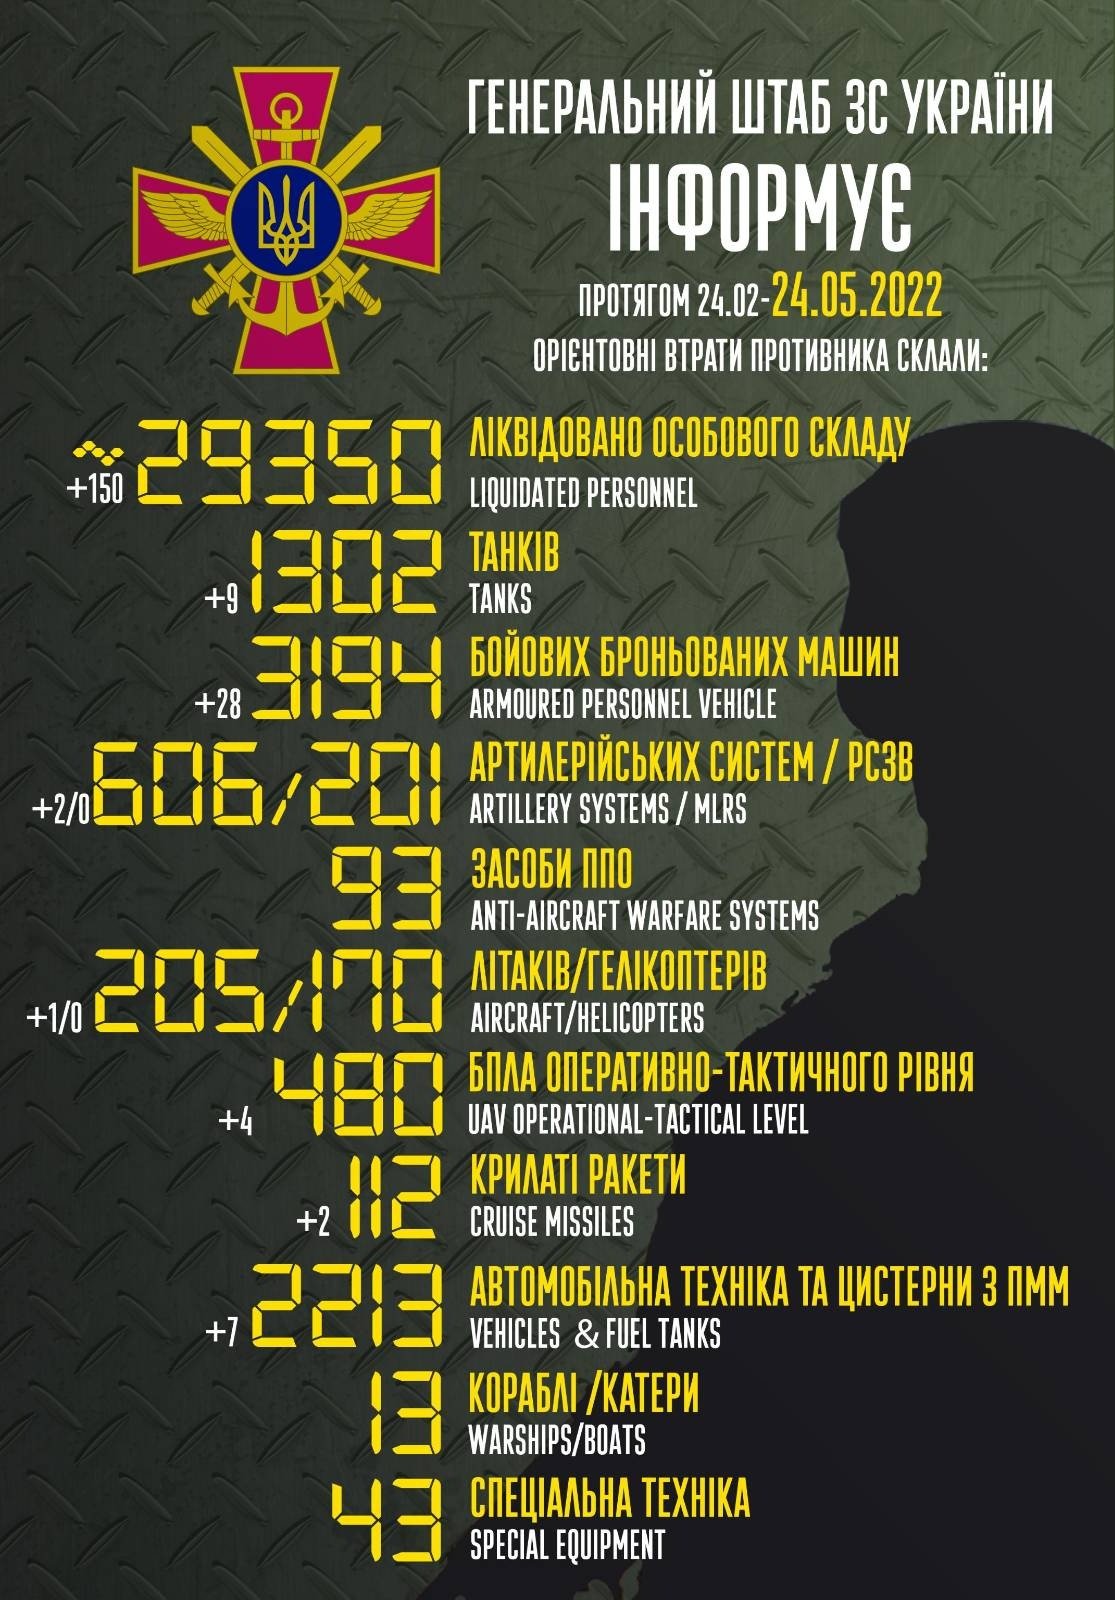 ГЕНЕРАЛЬНИЙ ШТАБ ЗС УКРАЇНИ
ІНФОРМУЄ
ПРОТЯГОМ 24.02-24.05.2022
ОРІЄНТОВНІ ВТРАТИ ПРОТИВНИКА СКЛАЛИ:
+150 ~29350 ЛІКВІДОВАНО ОСОБОВОГО СКЛАДУ
LIQUIDATED PERSONNEL
+9 1302 ТАНКІВ
TANKS
+28 3194 БОЙОВИХ БРОНЬОВАНИХ МАШИН
ARMOURED PERSONNEL VEHICLE
+2/0 606/201 АРТИЛЕРІЙСЬКИХ СИСТЕМ / РСЗВ
ARTILLERY SYSTEMS / MLRS
93 ЗАСОБИ ППО
ANTI-AIRCRAFT WARFARE SYSTEMS
+1/0 205/170 ЛІТАКІВ/ГЕЛІКОПТЕРІВ
AIRCRAFT/HELICOPTERS
+4 480 БПЛА ОПЕРАТИВНО-ТАКТИЧНОГО РІВНЯ
UAV OPERATIONAL-TACTICAL LEVEL
+2 112 КРИЛАТІ РАКЕТИ
CRUISE MISSILES
+7 2213 АВТОМОБІЛЬНА ТЕХНІКА ТА ЦИСТЕРНИ З ПММ
VEHICLES & FUEL TANKS
13 КОРАБЛІ /КАТЕРИ
WARSHIPS/BOATS
43 СПЕЦІАЛЬНА ТЕХНІКА
SPECIAL EQUIPMENT